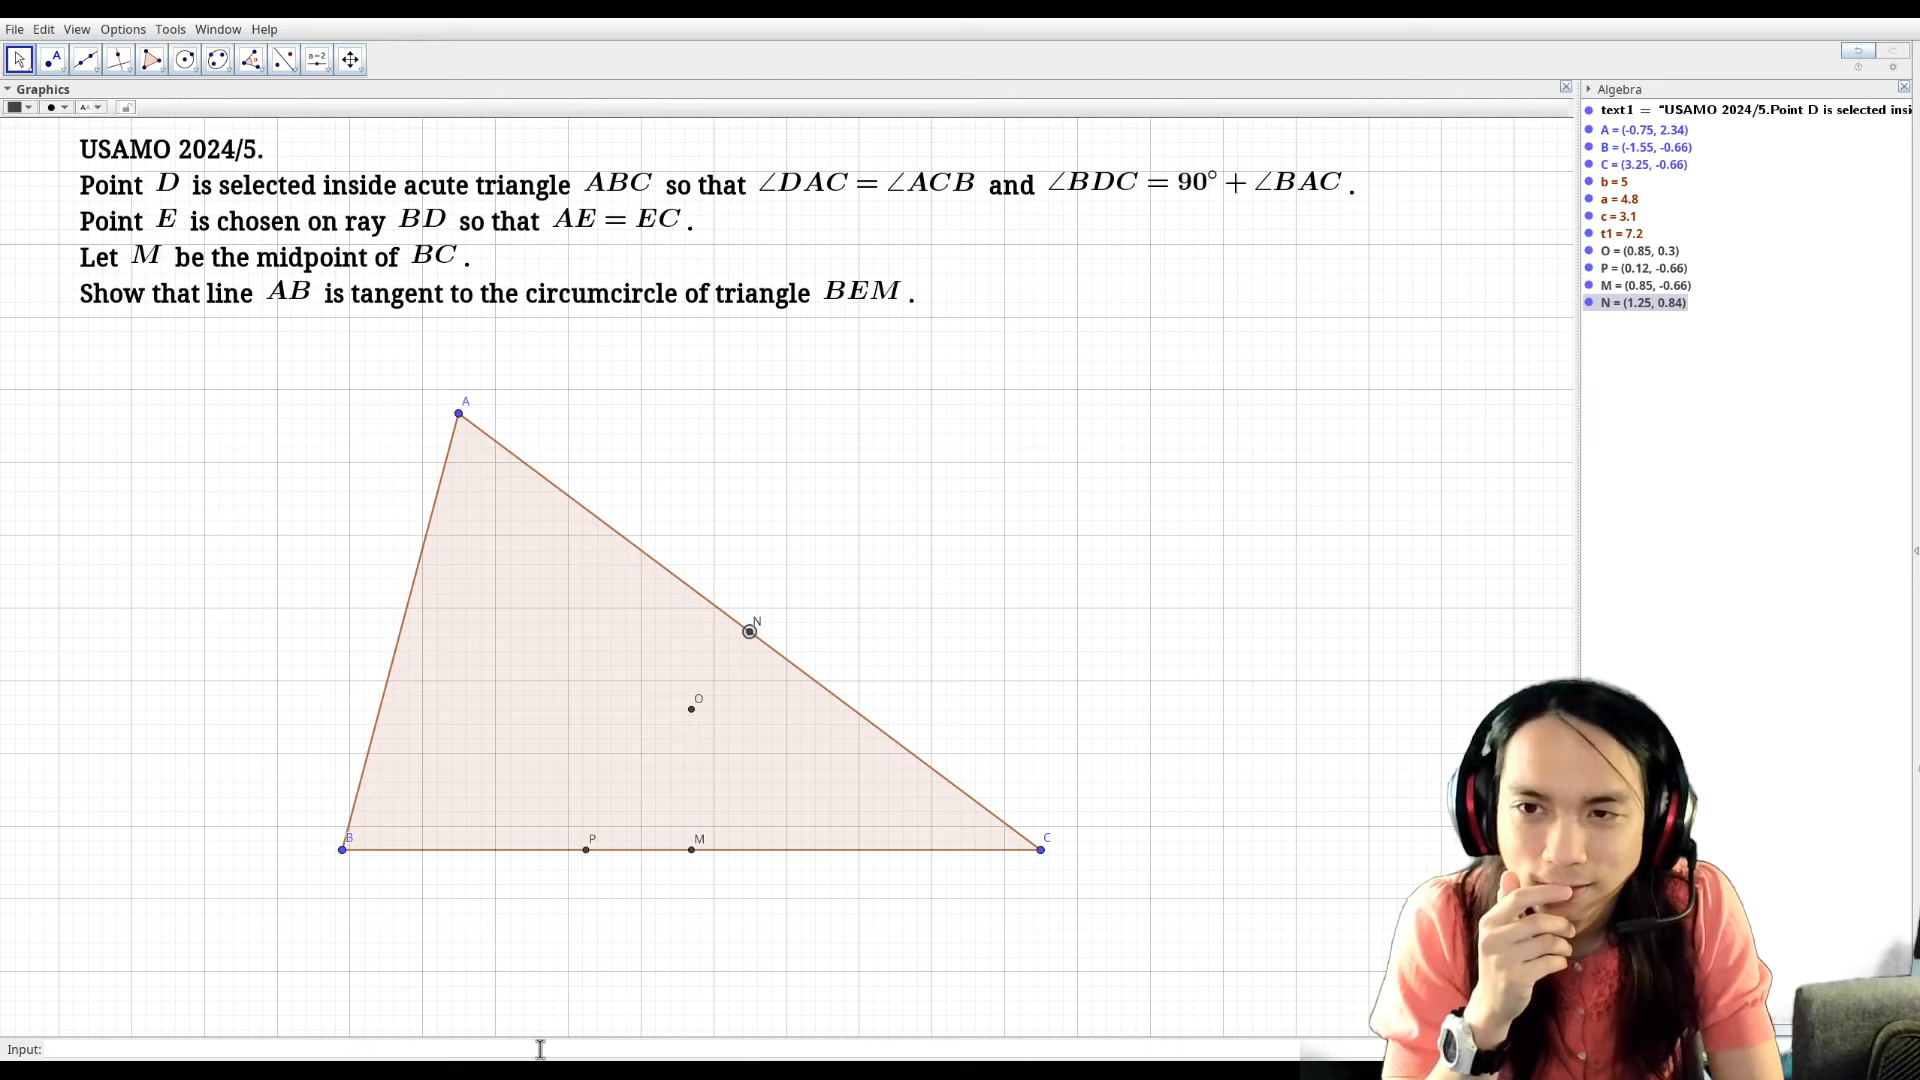 File Edit View Options Tools Window Help
A
a=2
Graphics
AA
Algebra
USAMO 2024/5.
Point D is selected inside acute triangle ABC so that ∠DAC = ∠ACB and ∠BDC = 90° + ∠BAC.
Point E is chosen on ray BD so that AE = EC.
Let M be the midpoint of BC.
Show that line AB is tangent to the circumcircle of triangle BEM.
text1 = “USAMO 2024/5.Point D is selected insi
A = (-0.75, 2.34)
B = (-1.55, -0.66)
C = (3.25, -0.66)
b = 5
a = 4.8
c = 3.1
t1 = 7.2
O = (0.85, 0.3)
P = (0.12, -0.66)
M = (0.85, -0.66)
N = (1.25, 0.84)
A
N
O
B
P
M
C
Input: